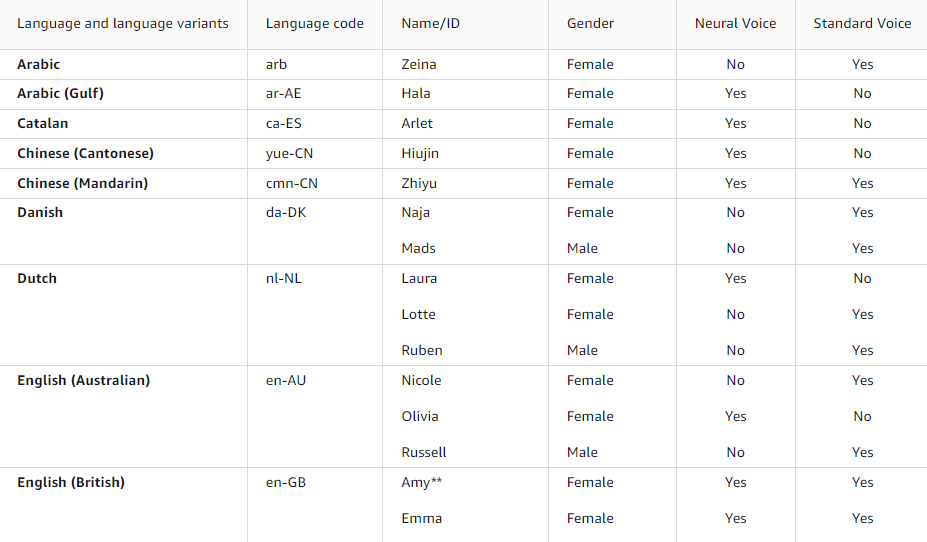 Language and language variants Language code Name/ID Gender Neural Voice Standard Voice
Arabic arb Zeina Female No Yes
Arabic (Gulf) ar-AE Hala Female Yes No
Catalan ca-ES Arlet Female Yes No
Chinese (Cantonese) yue-CN Hiujin Female Yes No
Chinese (Mandarin) cmn-CN Zhiyu Female Yes Yes
Danish da-DK Naja Female No Yes
Mads Male No Yes
Dutch nl-NL Laura Female Yes No
Lotte Female No Yes
Ruben Male No Yes
English (Australian) en-AU Nicole Female No Yes
Olivia Female Yes No
Russell Male No Yes
English (British) en-GB Amy** Female Yes Yes
Emma Female Yes Yes